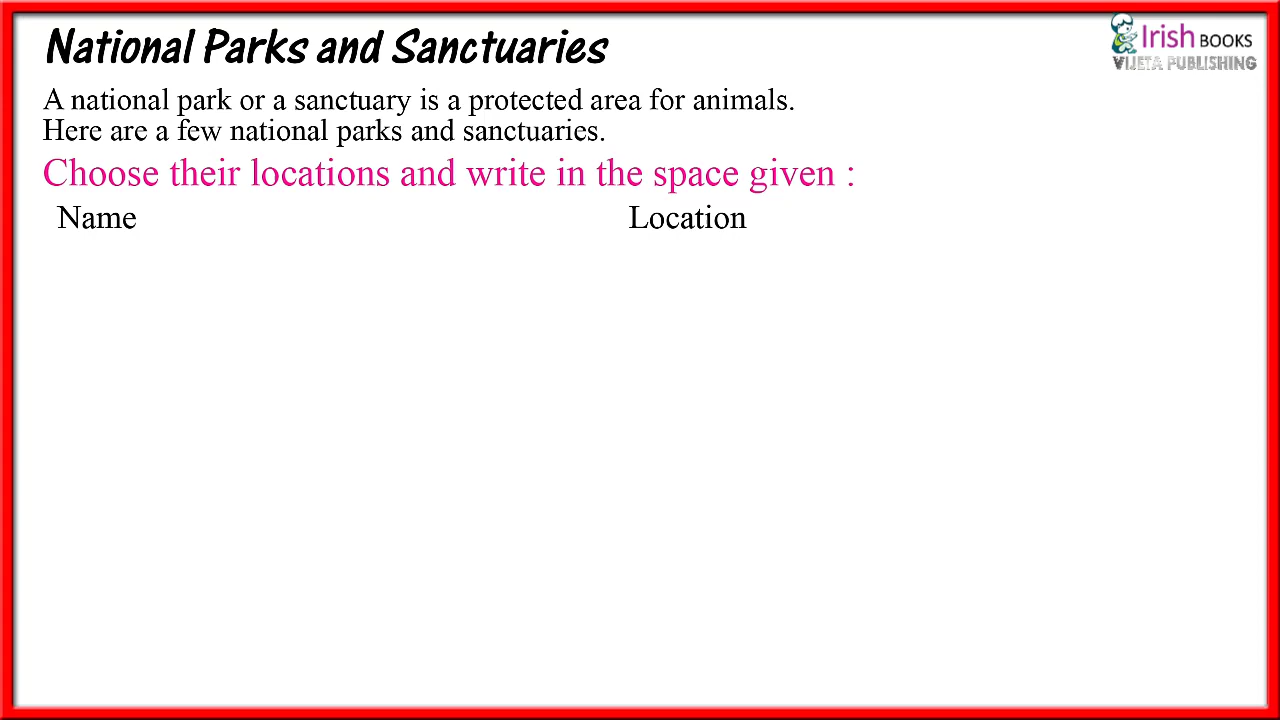 National Parks and Sanctuaries
Irish BOOKS
VIJETA PUBLISHING
A national park or a sanctuary is a protected area for animals.
Here are a few national parks and sanctuaries.
Choose their locations and write in the space given :
Name Location